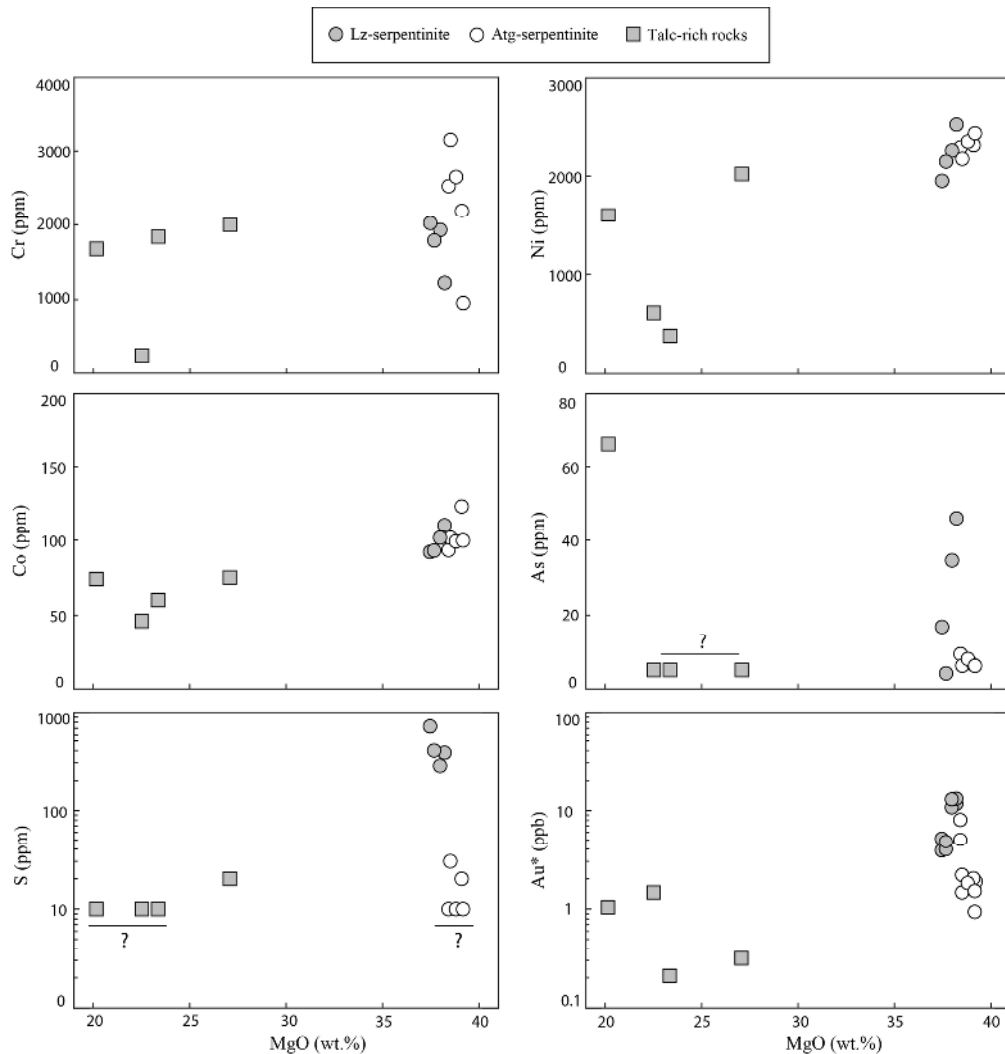 Lz-serpentinite Atg-serpentinite Talc-rich rocks
4000
3000
2000
1000
0
Cr (ppm)
3000
2000
1000
0
Ni (ppm)
200
150
100
50
0
Co (ppm)
80
60
40
20
0
As (ppm)
?
1000
100
10
0
S (ppm)
? ?
20 25 30 35 40
MgO (wt.%)
100
10
1
0.1
Au* (ppb)
20 25 30 35 40
MgO (wt.%)